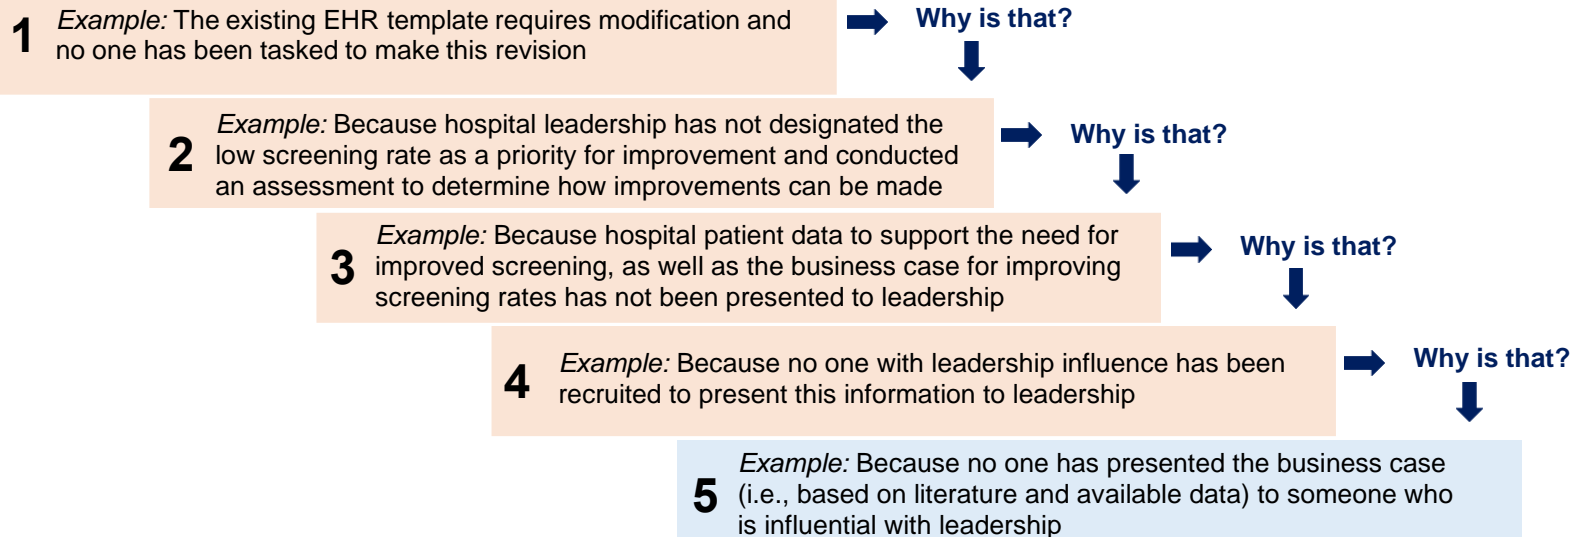 1
Example: The existing EHR template requires modification and
no one has been tasked to make this revision
Why is that?
2
Example: Because hospital leadership has not designated the
low screening rate as a priority for improvement and conducted
an assessment to determine how improvements can be made
Why is that?
3
Example: Because hospital patient data to support the need for
improved screening, as well as the business case for improving
screening rates has not been presented to leadership
Why is that?
4
Example: Because no one with leadership influence has been
recruited to present this information to leadership
Why is that?
5
Example: Because no one has presented the business case
(i.e., based on literature and available data) to someone who
is influential with leadership